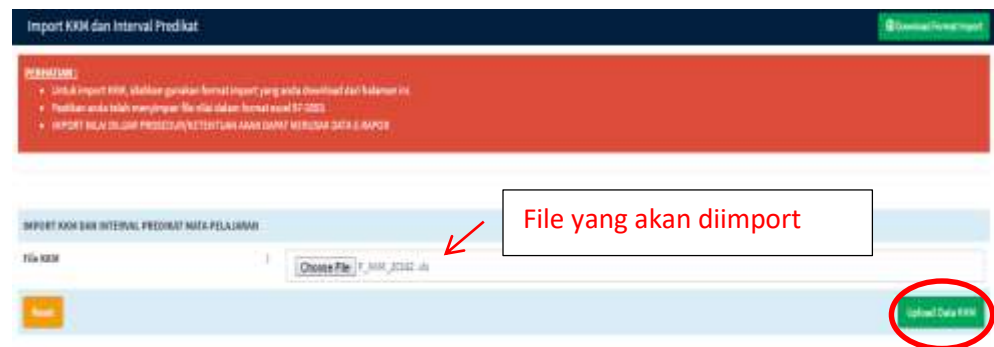 Import KKM dan Interval Predikat
Download Format Import
PERHATIAN :
Untuk import KKM, silahkan gunakan format import yang anda download dari halaman ini
Pastikan anda telah menyimpan file nilai dalam format excel 97-2003
IMPORT NILAI DILUAR PROSEDUR/KETENTUAN AKAN DAPAT MERUSAK DATA E-RAPOR
File yang akan diimport
IMPORT KKM DAN INTERVAL PREDIKAT MATA PELAJARAN
File KKM :
Choose File
Reset
Upload Data KKM